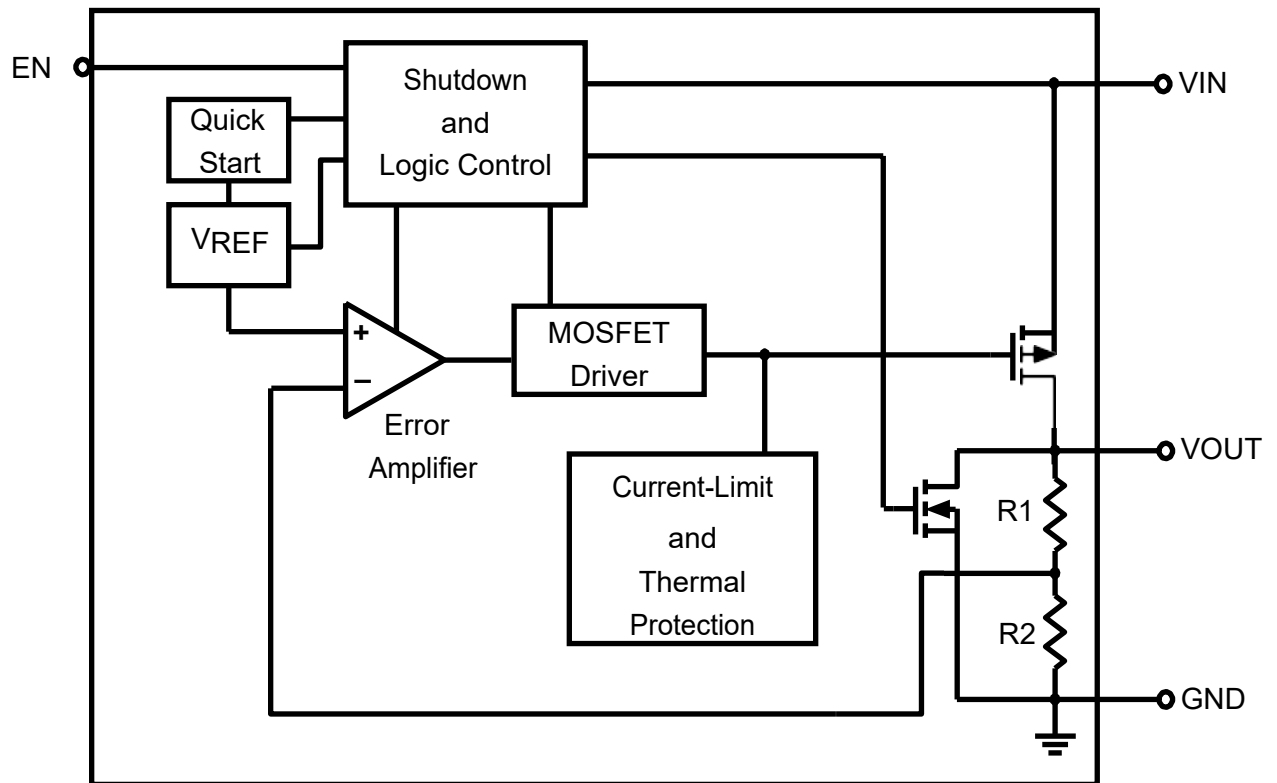 EN
Shutdown
and
Logic Control
VIN
Quick
Start
VREF
+
−
MOSFET
Driver
Error
Amplifier
VOUT
Current-Limit
and
Thermal
Protection
R1
R2
GND